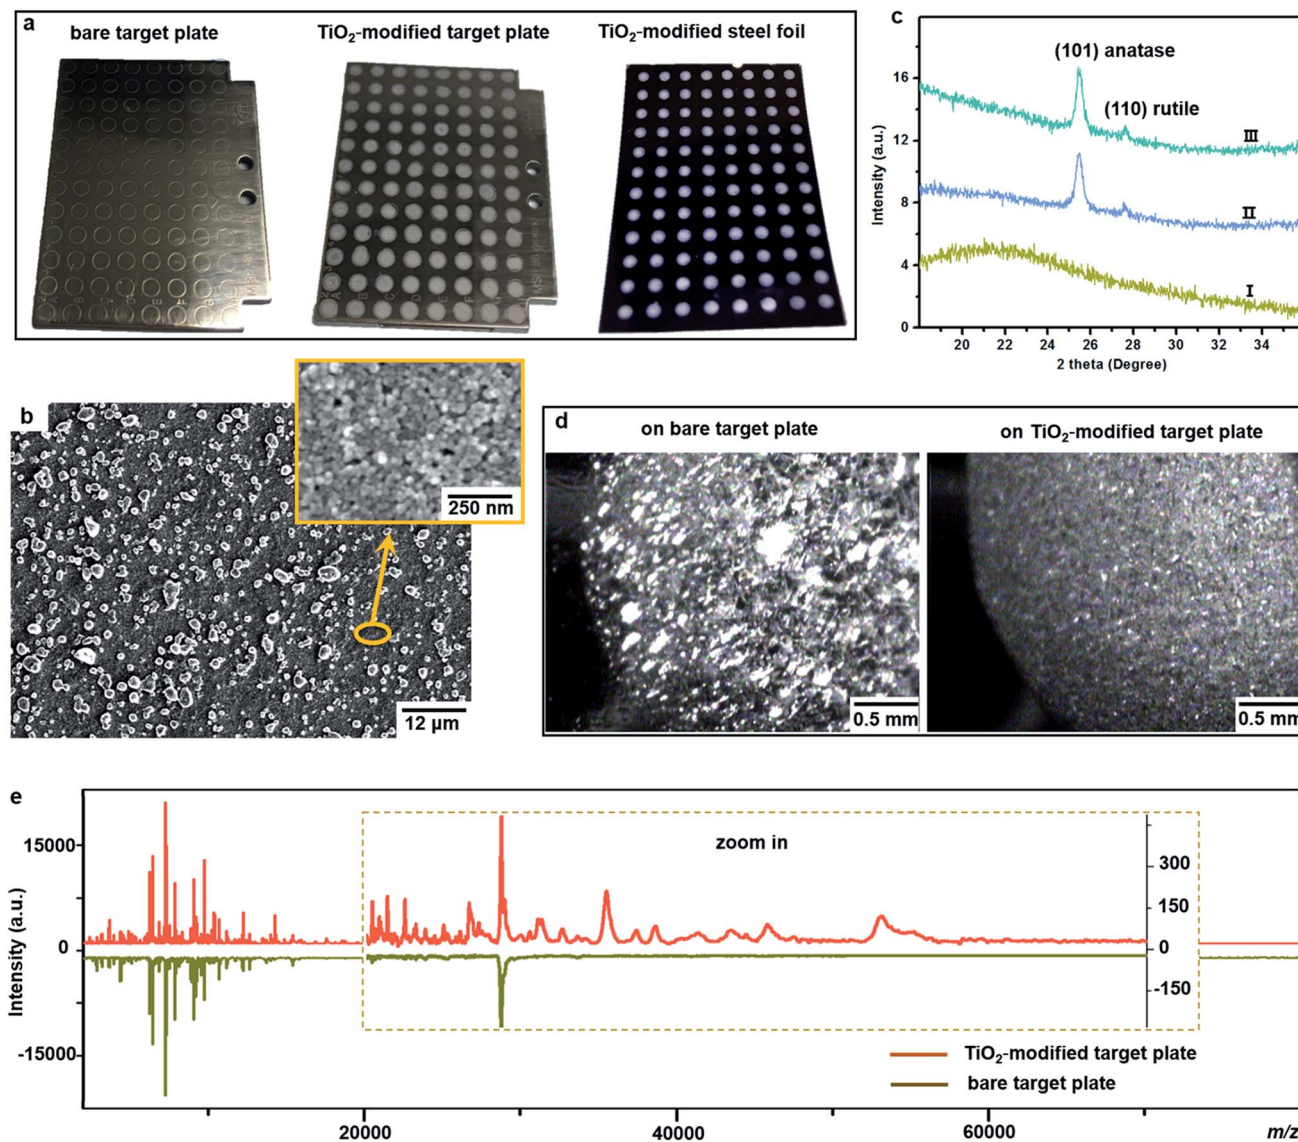 a
bare target plate
TiO₂-modified target plate
TiO₂-modified steel foil
A
B
C
D
E
F
G
c
(101) anatase
(110) rutile
III
II
I
16
12
8
4
0
Intensity (a.u.)
20 22 24 26 28 30 32 34
2 theta (Degree)
b
250 nm
12 µm
d
on bare target plate
on TiO₂-modified target plate
0.5 mm
0.5 mm
e
zoom in
15000
0
-15000
Intensity (a.u.)
300
150
0
-150
TiO₂-modified target plate
bare target plate
20000 40000 60000 m/z